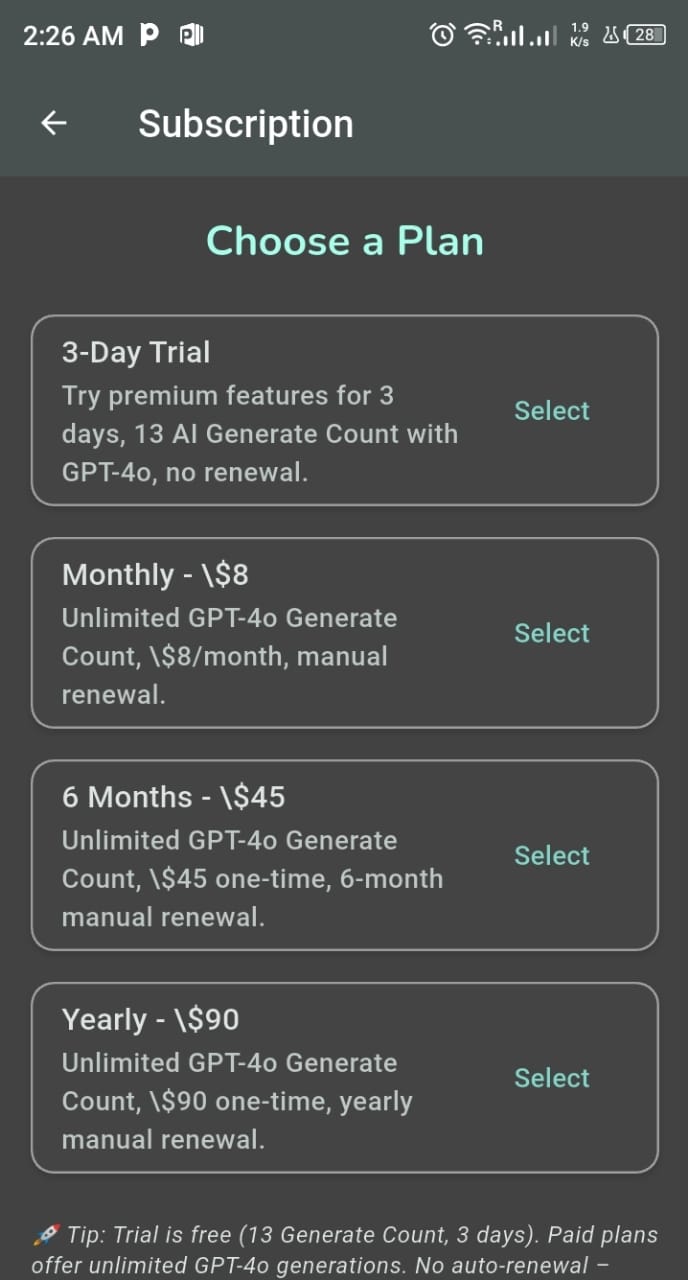 2:26 AM
R
1.9
K/s
28
Subscription
Choose a Plan
3-Day Trial
Try premium features for 3
days, 13 AI Generate Count with
GPT-4o, no renewal.
Select
Monthly - \$8
Unlimited GPT-4o Generate
Count, \$8/month, manual
renewal.
Select
6 Months - \$45
Unlimited GPT-4o Generate
Count, \$45 one-time, 6-month
manual renewal.
Select
Yearly - \$90
Unlimited GPT-4o Generate
Count, \$90 one-time, yearly
manual renewal.
Select
🚀 Tip: Trial is free (13 Generate Count, 3 days). Paid plans
offer unlimited GPT-4o generations. No auto-renewal –